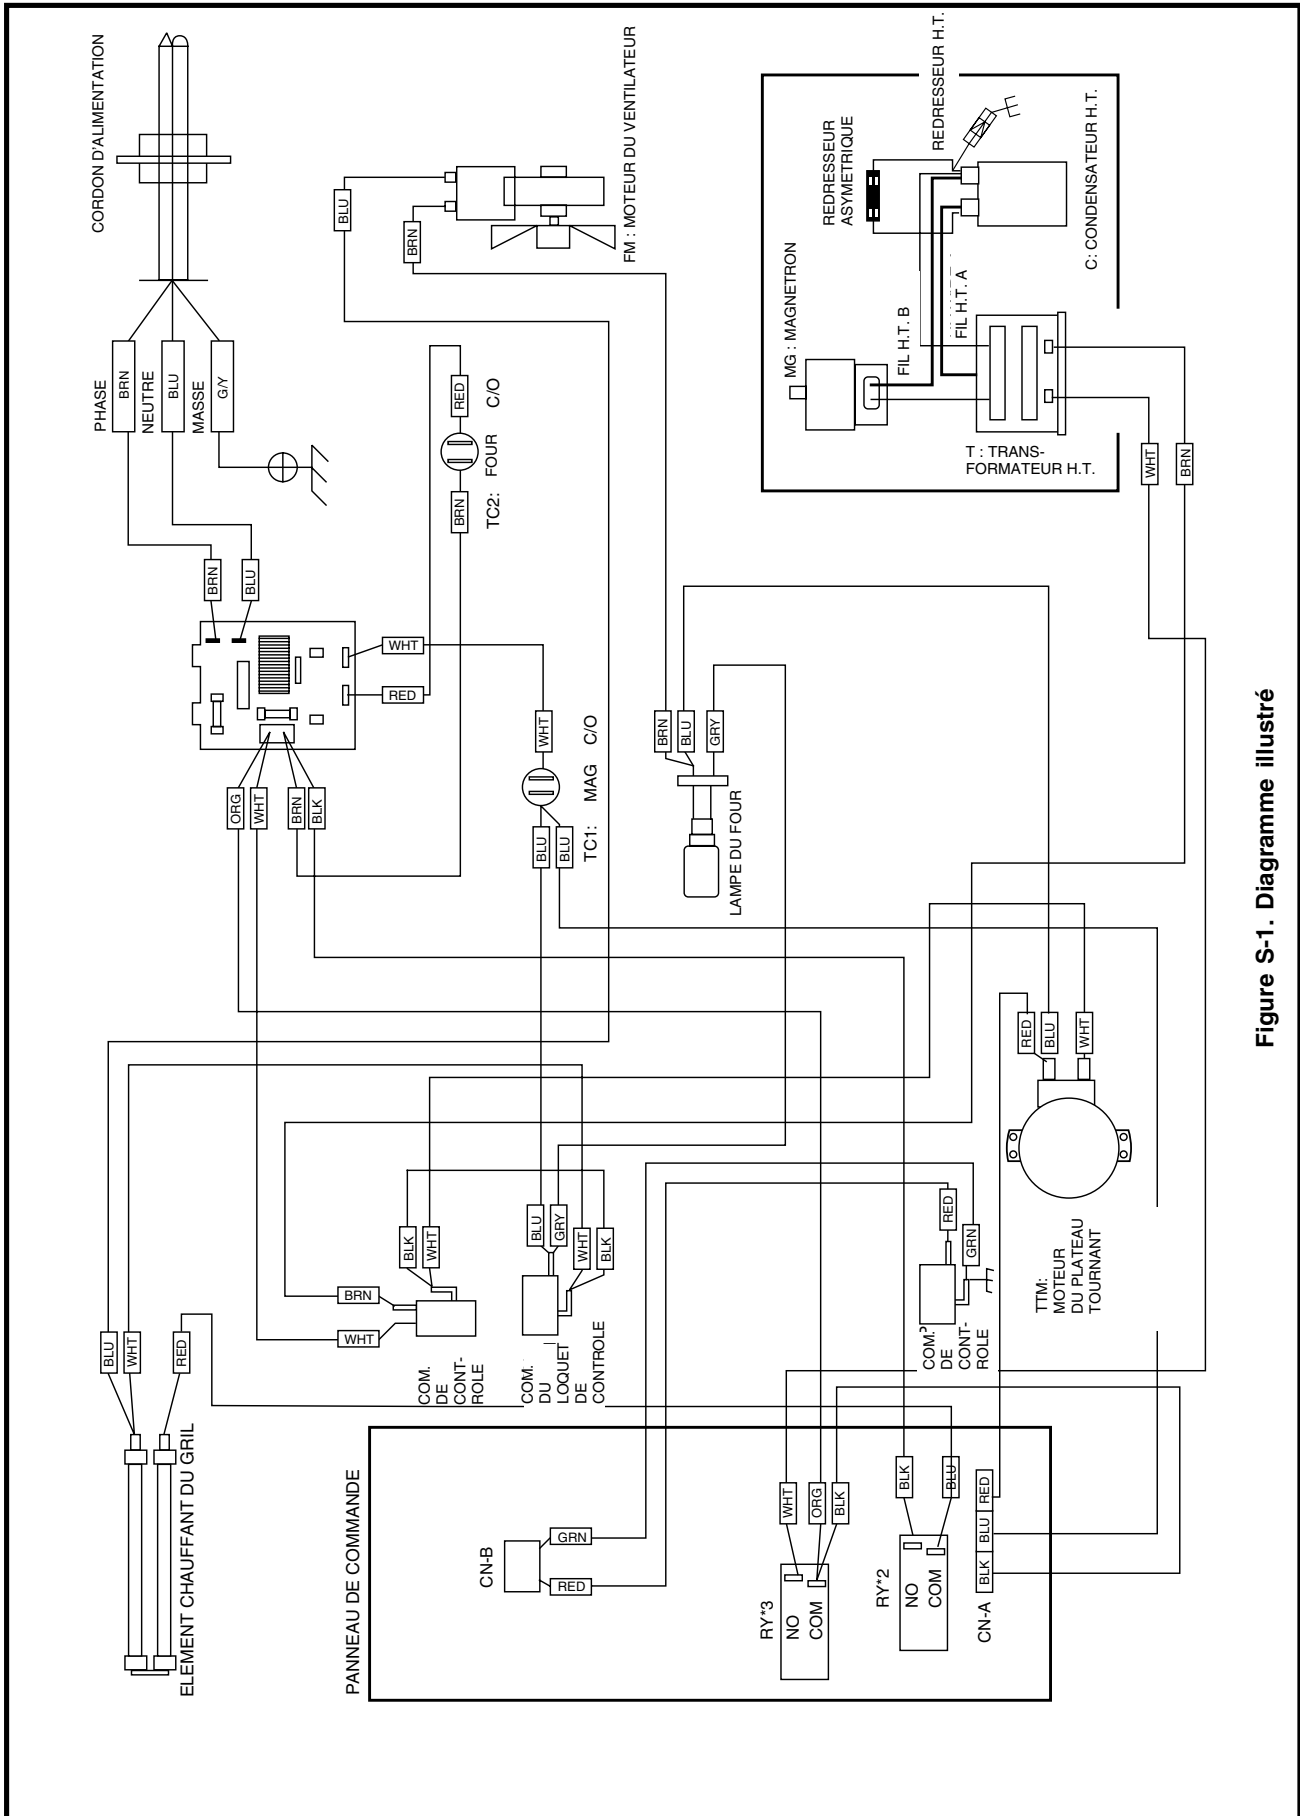 CORDON D'ALIMENTATION
PHASE
BRN
NEUTRE
BLU
MASSE
G/Y
BRN
BLU
WHT
RED
ORG
WHT
BRN
BLK
RED
BRN
TC2: FOUR C/O
BLU
BRN
FM : MOTEUR DU VENTILATEUR
WHT
BLU
BLU
TC1: MAG C/O
BRN
BLU
GRY
LAMPE DU FOUR
REDRESSEUR H.T.
REDRESSEUR
ASYMETRIQUE
C: CONDENSATEUR H.T.
MG : MAGNETRON
FIL H.T. B
FIL H.T. A
T : TRANS-
FORMATEUR H.T.
WHT
BRN
RED
BLU
WHT
TTM:
MOTEUR
DU PLATEAU
TOURNANT
BLU
WHT
RED
ELEMENT CHAUFFANT DU GRIL
BLK
WHT
BRN
WHT
COM.
DE
CONT-
ROLE
BLU
GRY
WHT
BLK
COM.
DU
LOQUET
DE CONTROLE
RED
GRN
COM.
DE
CONT-
ROLE
PANNEAU DE COMMANDE
CN-B
GRN
RED
WHT
ORG
BLK
RY*3
NO
COM
BLK
BLU
RY*2
NO
COM
CN-A
BLK
BLU
RED
Figure S-1. Diagramme illustré